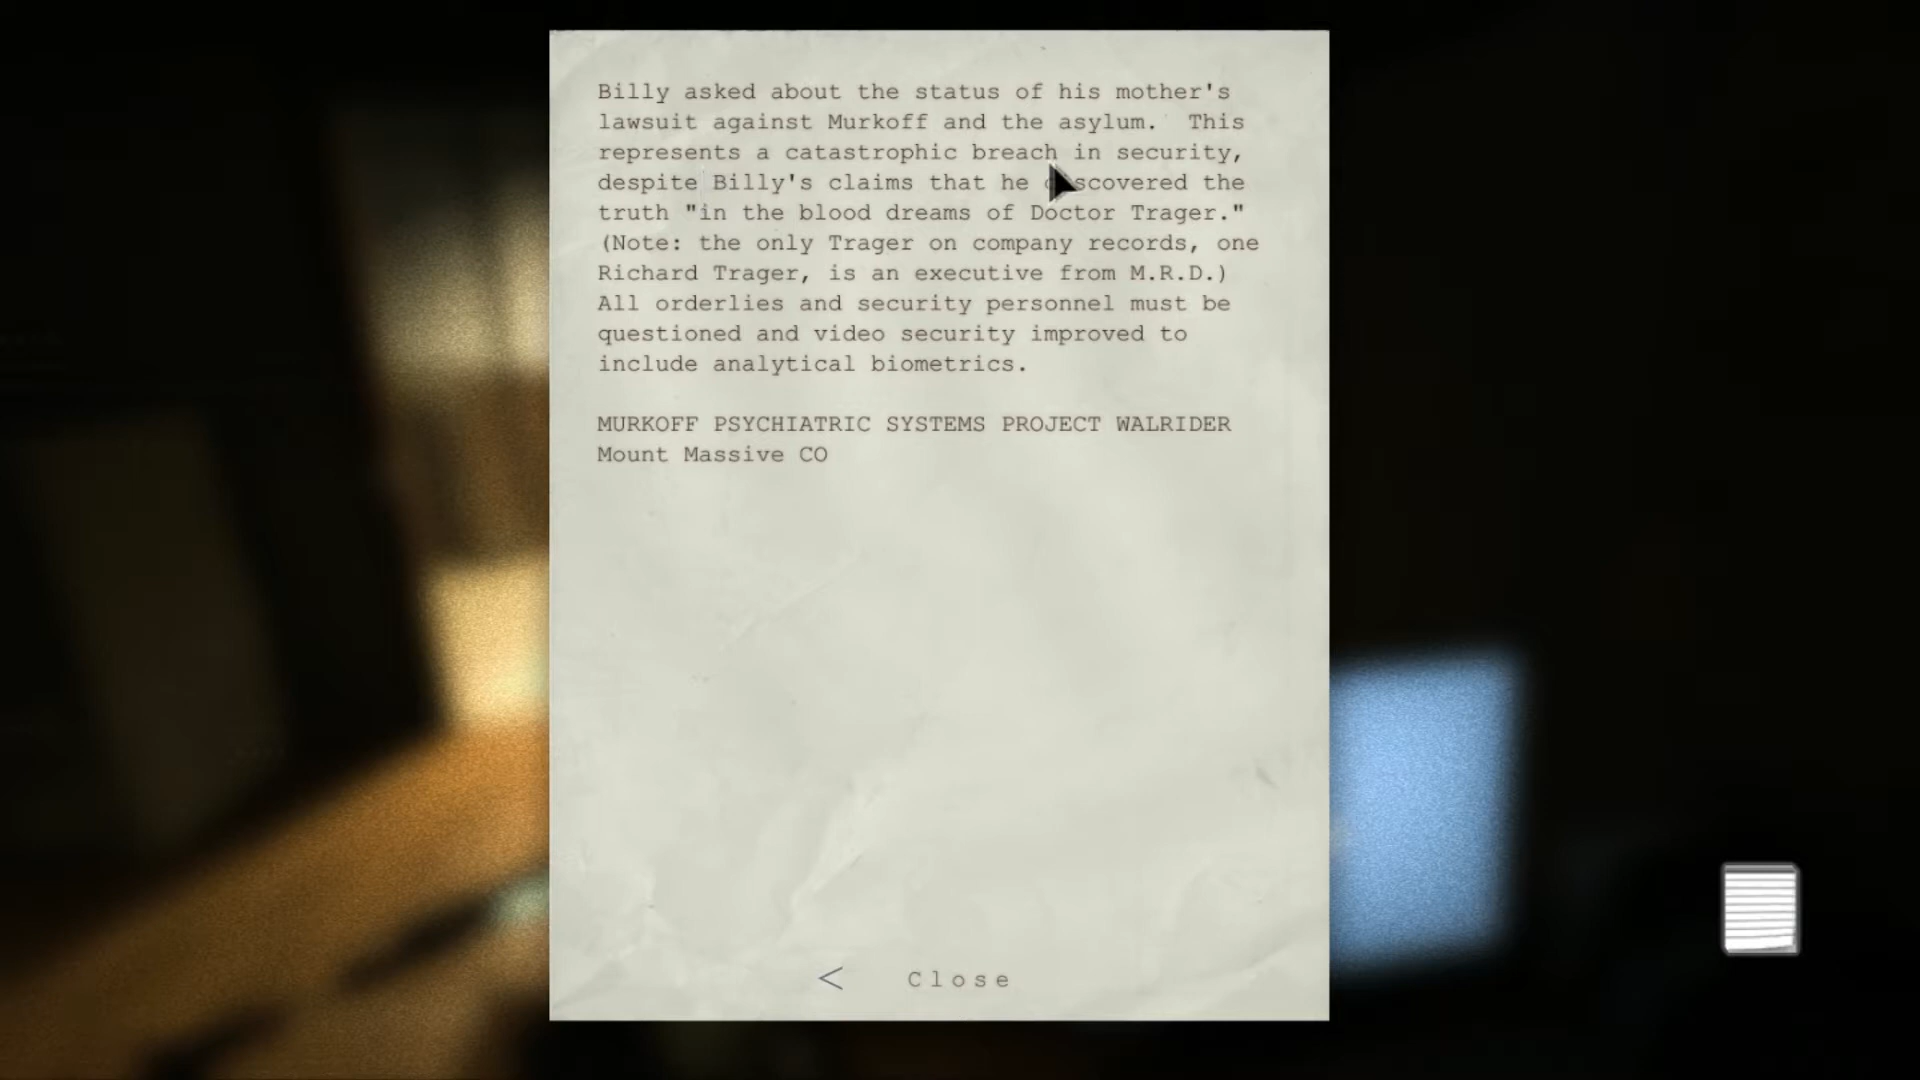 Billy asked about the status of his mother's
lawsuit against Murkoff and the asylum.  This
represents a catastrophic breach in security,
despite Billy's claims that he discovered the
truth "in the blood dreams of Doctor Trager."
(Note: the only Trager on company records, one
Richard Trager, is an executive from M.R.D.)
All orderlies and security personnel must be
questioned and video security improved to
include analytical biometrics.
MURKOFF PSYCHIATRIC SYSTEMS PROJECT WALRIDER
Mount Massive CO
< Close